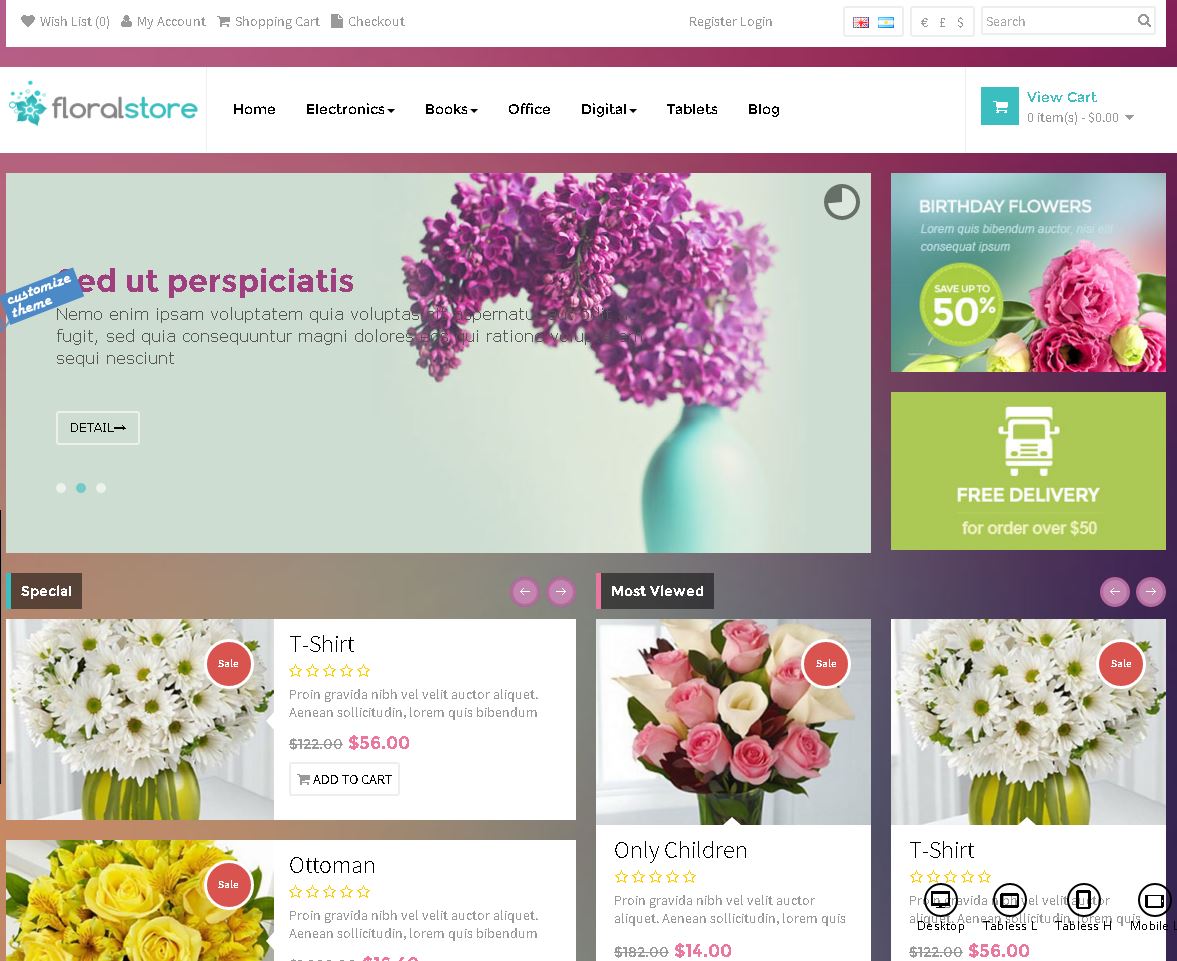 Wish List (0) My Account Shopping Cart Checkout
Register Login
€ £ $
Search
floralstore
Home Electronics Books Office Digital Tablets Blog
View Cart
0 item(s) - $0.00
customize
theme
Sed ut perspiciatis
Nemo enim ipsam voluptatem quia voluptas sit aspernatur aut odit aut
fugit, sed quia consequuntur magni dolores eos qui ratione voluptatem
sequi nesciunt
DETAIL
BIRTHDAY FLOWERS
Lorem quis bibendum auctor, nisi elit
consequat ipsum
SAVE UP TO
50%
FREE DELIVERY
for order over $50
Special
Most Viewed
Sale
T-Shirt
Proin gravida nibh vel velit auctor aliquet.
Aenean sollicitudin, lorem quis bibendum
$122.00 $56.00
ADD TO CART
Sale
Ottoman
Proin gravida nibh vel velit auctor aliquet.
Aenean sollicitudin, lorem quis bibendum
Sale
Only Children
Proin gravida nibh vel velit auctor
aliquet. Aenean sollicitudin, lorem quis
$182.00 $14.00
Sale
T-Shirt
Proin gravida nibh vel velit auctor
aliquet. Aenean sollicitudin, lorem quis
$122.00 $56.00
Desktop Tabless L Tabless H Mobile L